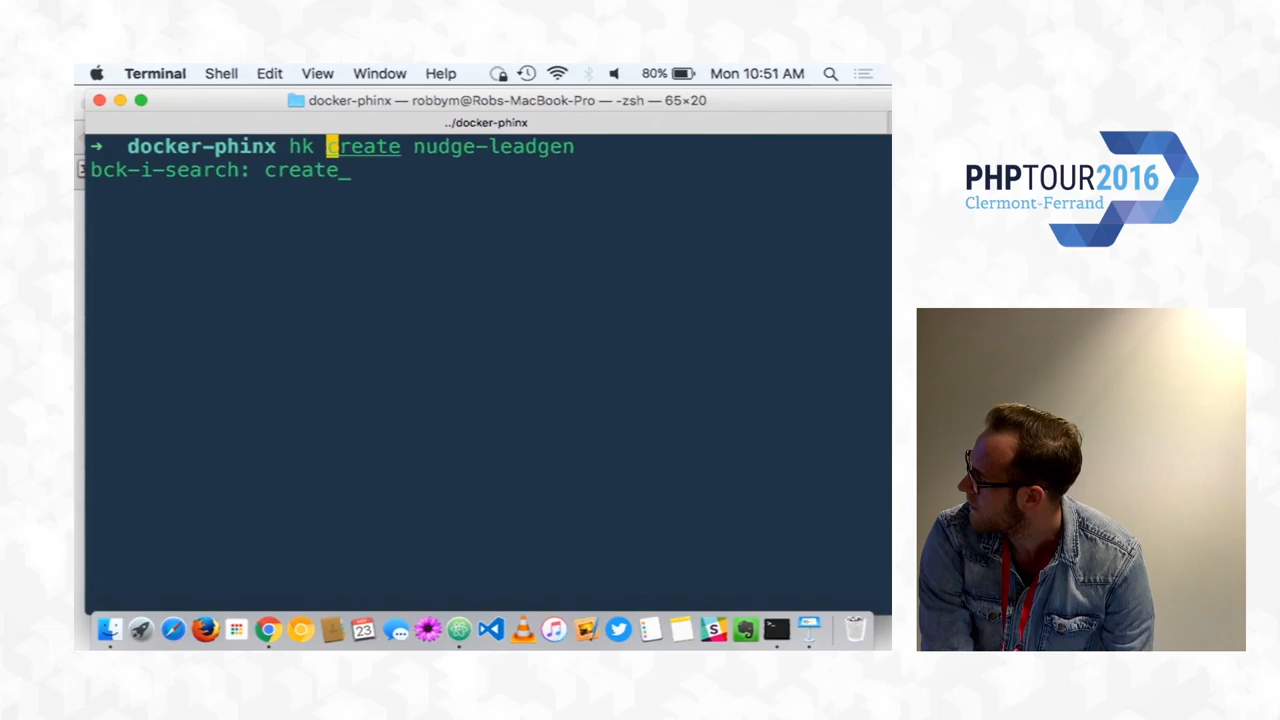 Terminal Shell Edit View Window Help 80% Mon 10:51 AM
docker-phinx — robbym@Robs-MacBook-Pro — -zsh — 65×20
../docker-phinx
➜ docker-phinx hk create nudge-leadgen
bck-i-search: create_
PHPTOUR2016
Clermont-Ferrand
23